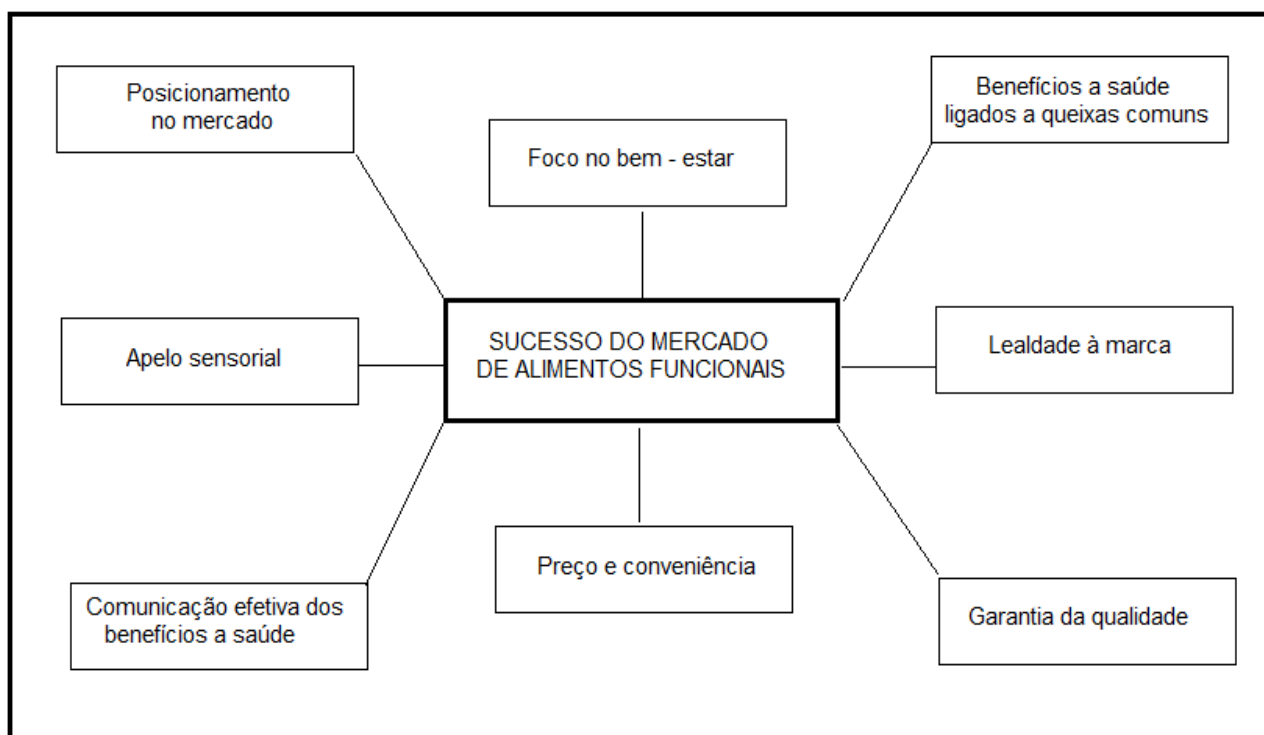 Posicionamento
no mercado
Foco no bem - estar
Benefícios a saúde
ligados a queixas comuns
Apelo sensorial
SUCESSO DO MERCADO
DE ALIMENTOS FUNCIONAIS
Lealdade à marca
Comunicação efetiva dos
benefícios a saúde
Preço e conveniência
Garantia da qualidade